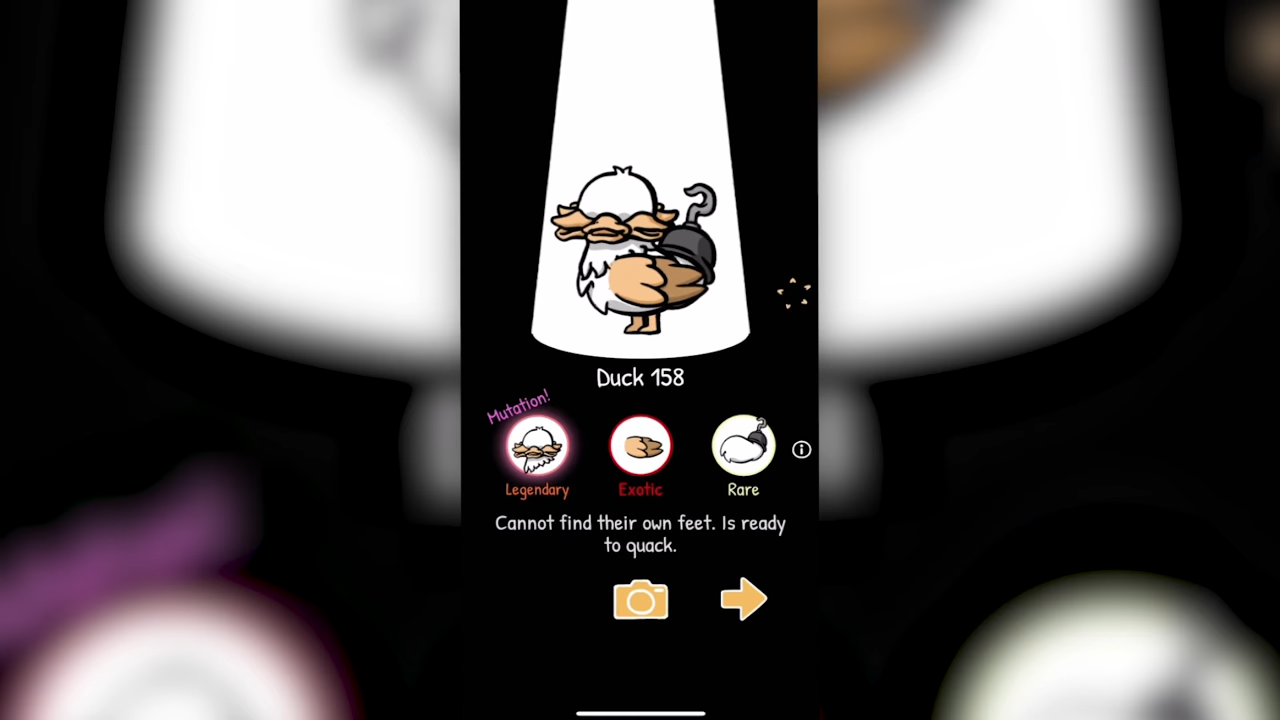 Duck 158
Mutation!
Legendary
Exotic
Rare
Cannot find their own feet. Is ready
to quack.